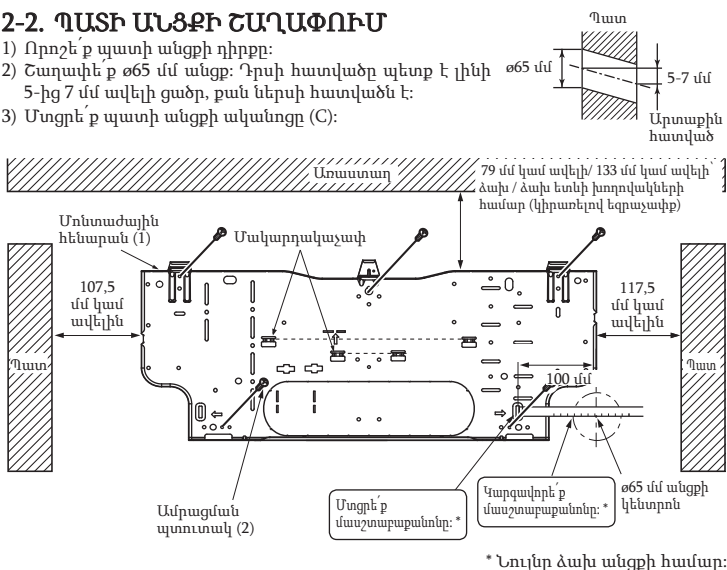 2-2. ՊԱՏԻ ԱՆՑՔԻ ՇԱՂԱՓՈՒՄ
1) Որոշե՛ք պատի անցքի դիրքը:
2) Շաղափե՛ք ø65 մմ անցք: Դրսի հատվածը պետք է լինի
5-ից 7 մմ ավելի ցածր, քան ներսի հատվածն է:
3) Մտցրե՛ք պատի անցքի ականոցը (C):
Պատ
ø65 մմ
5-7 մմ
Արտաքին
հատված
Առաստաղ
79 մմ կամ ավելի/ 133 մմ կամ ավելի՝
ձախ / ձախ ետևի խողովակների
համար (կիրառելով եզրաչափք)
Մոնտաժային
հենարան (1)
Մակարդակաչափ
107,5
մմ կամ
ավելին
117,5
մմ կամ
ավելին
Պատ
Պատ
100 մմ
Ամրացման
պտուտակ (2)
Մտցրե՛ք
մասշտաբաքանոնը: *
Կարգավորե՛ք
մասշտաբաքանոնը: *
ø65 մմ անցքի
կենտրոն
* Նույնը ձախ անցքի համար: